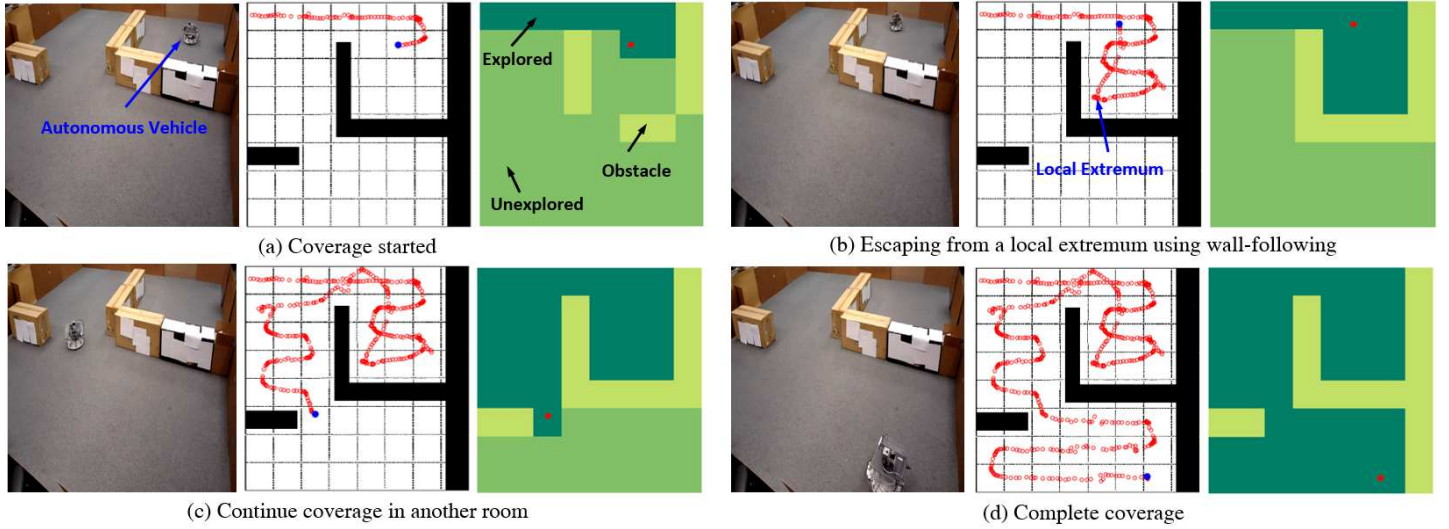 Autonomous Vehicle
Explored
Obstacle
Unexplored
(a) Coverage started
Local Extremum
(b) Escaping from a local extremum using wall-following
(c) Continue coverage in another room
(d) Complete coverage